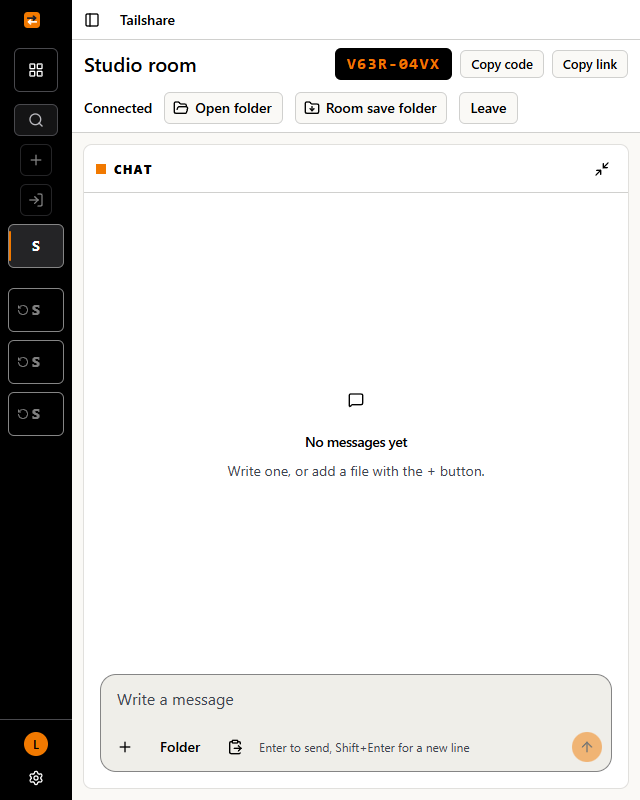 Tailshare
Studio room
V63R-04VX
Copy code
Copy link
Connected
Open folder
Room save folder
Leave
S
S
S
S
CHAT
No messages yet
Write one, or add a file with the + button.
Write a message
Folder
Enter to send, Shift+Enter for a new line
L